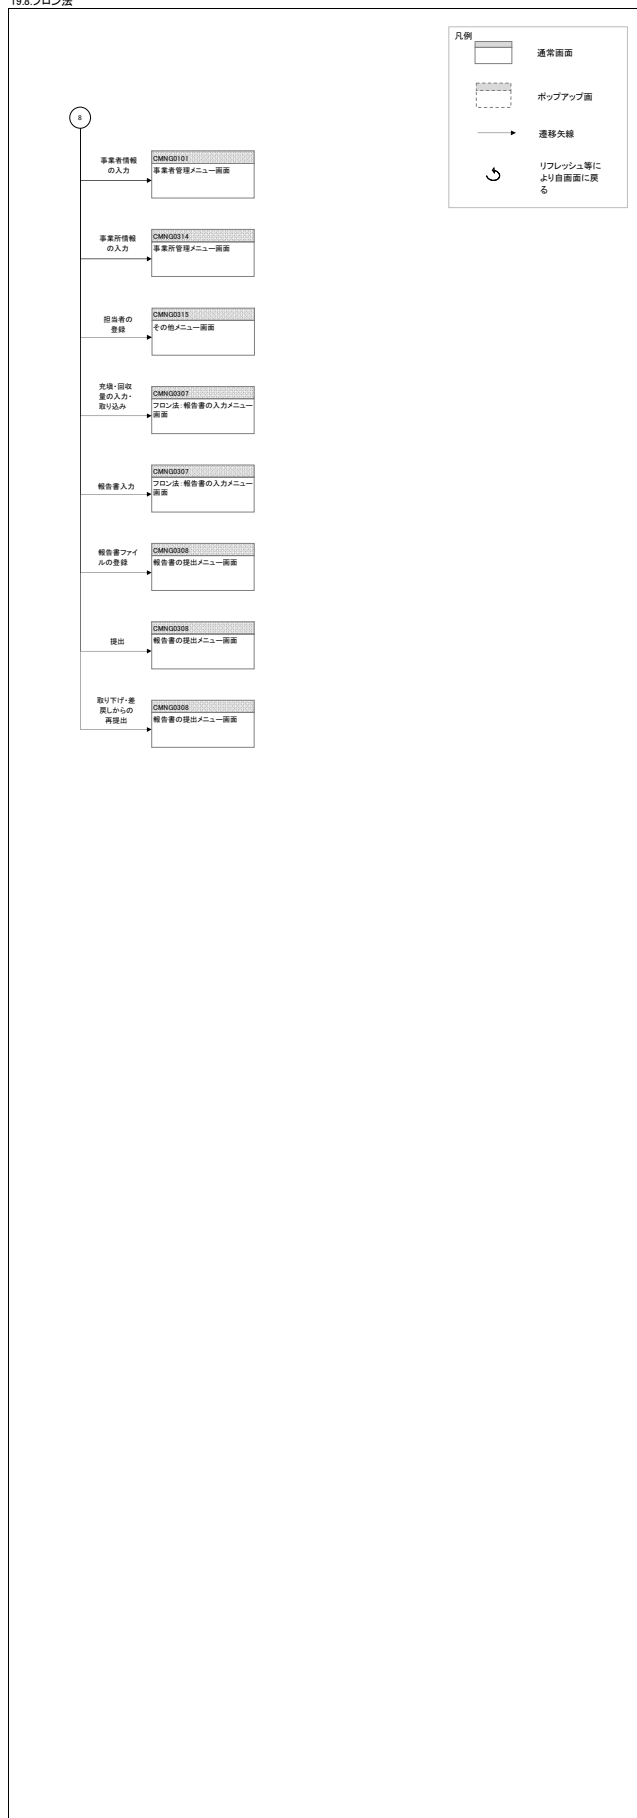 19.8.フロン法
凡例
通常画面
ポップアップ画
遷移矢線
リフレッシュ等に
より自画面に戻
る
8
事業者情報
の入力
CMNG0101
事業者管理メニュー画面
事業所情報
の入力
CMNG0314
事業所管理メニュー画面
担当者の
登録
CMNG0315
その他メニュー画面
充塡・回収
量の入力・
取り込み
CMNG0307
フロン法:報告書の入力メニュー
画面
報告書入力
CMNG0307
フロン法:報告書の入力メニュー
画面
報告書ファイ
ルの登録
CMNG0308
報告書の提出メニュー画面
提出
CMNG0308
報告書の提出メニュー画面
取り下げ・差
戻しからの
再提出
CMNG0308
報告書の提出メニュー画面